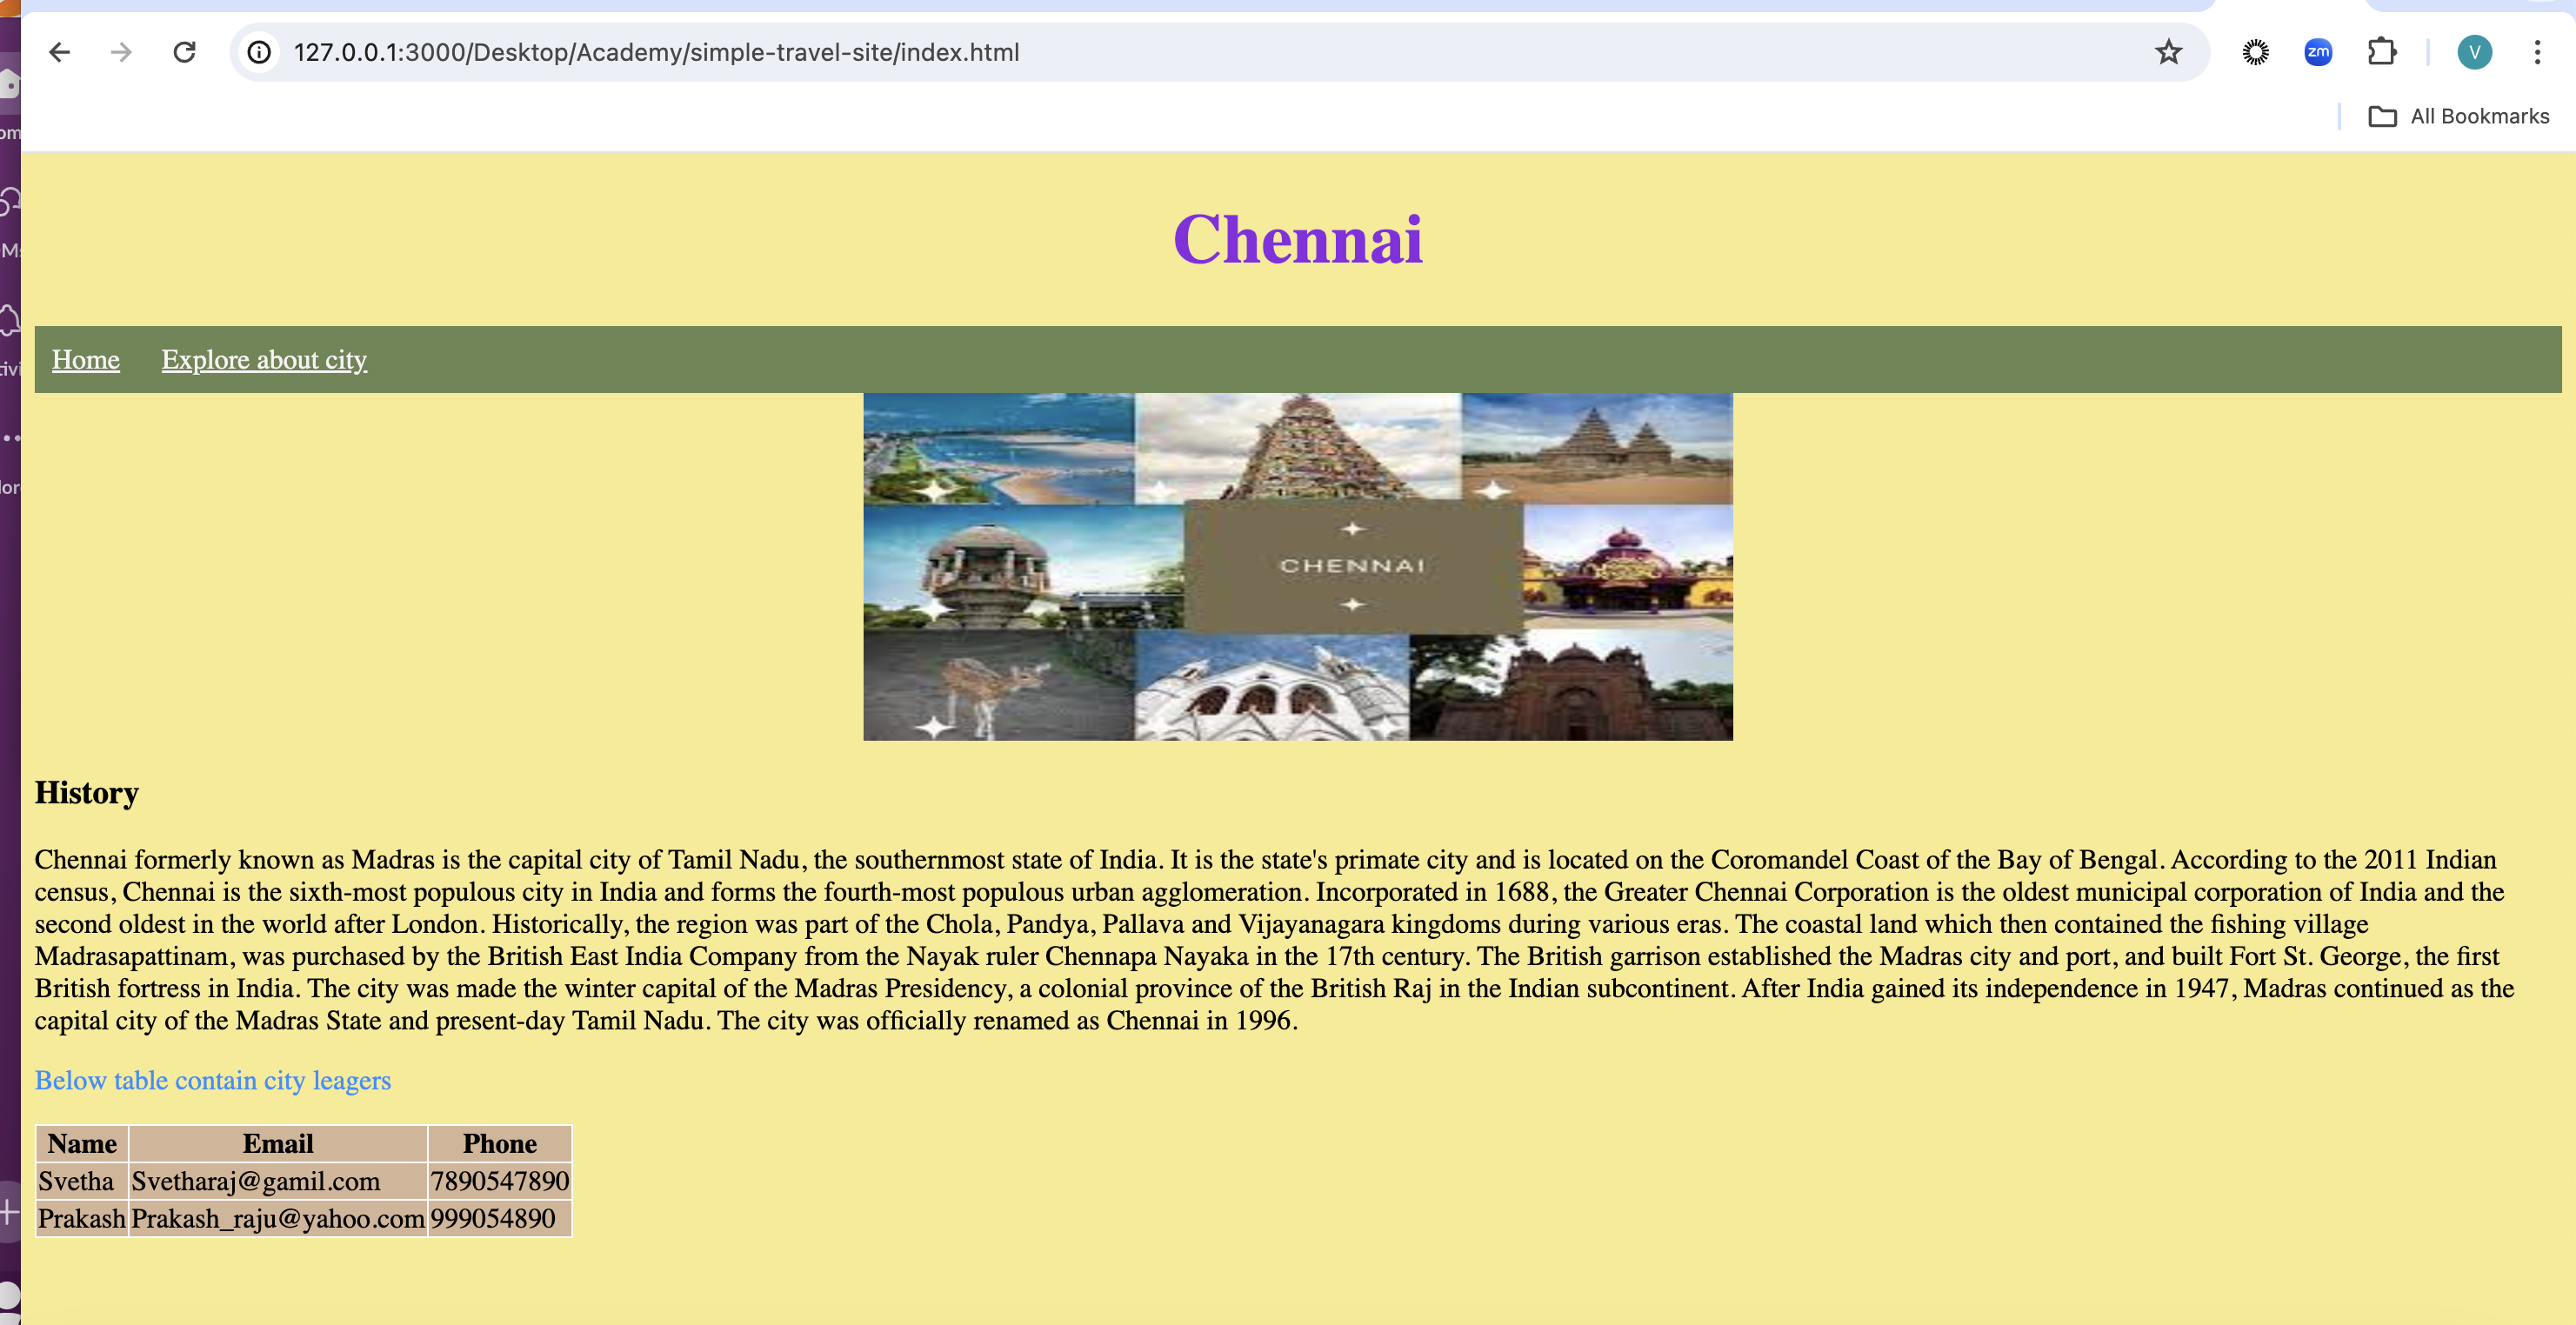 127.0.0.1:3000/Desktop/Academy/simple-travel-site/index.html
zm
V
All Bookmarks
Chennai
Home Explore about city
CHENNAI
History
Chennai formerly known as Madras is the capital city of Tamil Nadu, the southernmost state of India. It is the state's primate city and is located on the Coromandel Coast of the Bay of Bengal. According to the 2011 Indian
census, Chennai is the sixth-most populous city in India and forms the fourth-most populous urban agglomeration. Incorporated in 1688, the Greater Chennai Corporation is the oldest municipal corporation of India and the
second oldest in the world after London. Historically, the region was part of the Chola, Pandya, Pallava and Vijayanagara kingdoms during various eras. The coastal land which then contained the fishing village
Madrasapattinam, was purchased by the British East India Company from the Nayak ruler Chennapa Nayaka in the 17th century. The British garrison established the Madras city and port, and built Fort St. George, the first
British fortress in India. The city was made the winter capital of the Madras Presidency, a colonial province of the British Raj in the Indian subcontinent. After India gained its independence in 1947, Madras continued as the
capital city of the Madras State and present-day Tamil Nadu. The city was officially renamed as Chennai in 1996.
Below table contain city leagers
Name Email Phone
Svetha Svetharaj@gamil.com 7890547890
Prakash Prakash_raju@yahoo.com 999054890